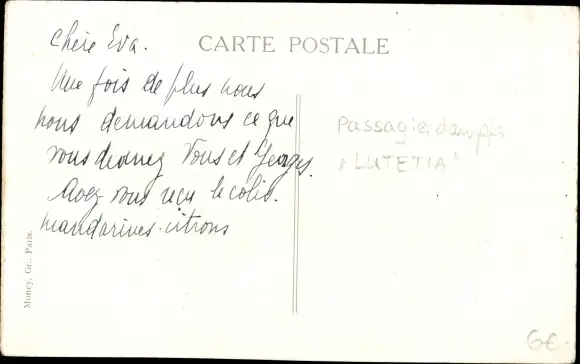 CARTE POSTALE
Chère Eva.
Une fois de plus nous
nous demandons ce que
vous devenez Vous et Georges.
Avez-vous reçu le colis.
mandarines-citrons
Passagierdampfer
"LUTETIA"
Money, Gr., Paris.
6€